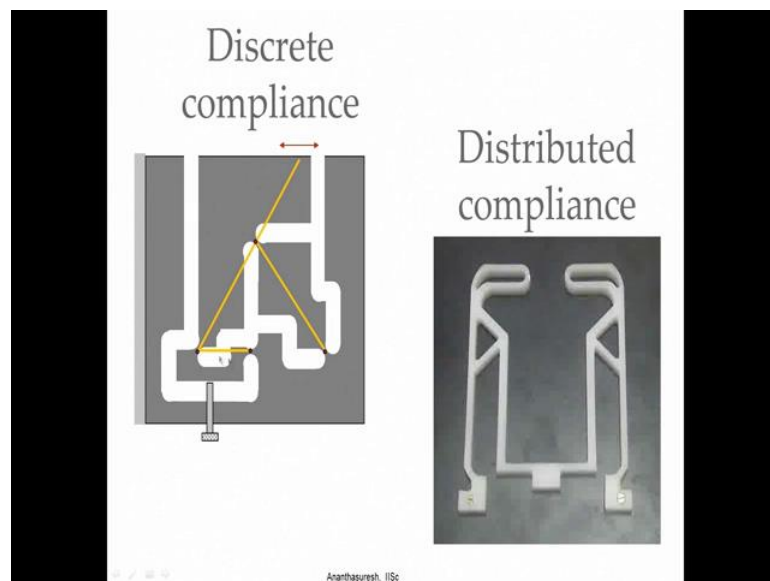 Discrete
compliance
Distributed
compliance
Ananthasuresh, IISc